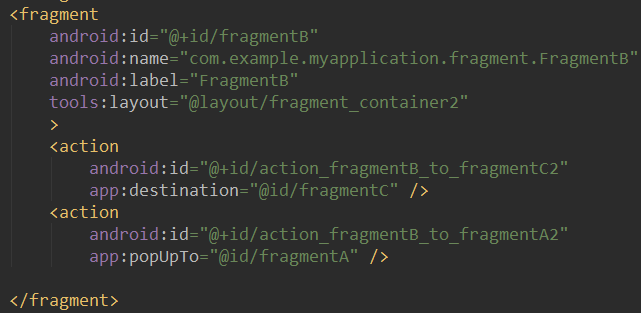 <fragment
android:id="@+id/fragmentB"
android:name="com.example.myapplication.fragment.FragmentB"
android:label="FragmentB"
tools:layout="@layout/fragment_container2"
>
<action
android:id="@+id/action_fragmentB_to_fragmentC2"
app:destination="@id/fragmentC" />
<action
android:id="@+id/action_fragmentB_to_fragmentA2"
app:popUpTo="@id/fragmentA" />
</fragment>